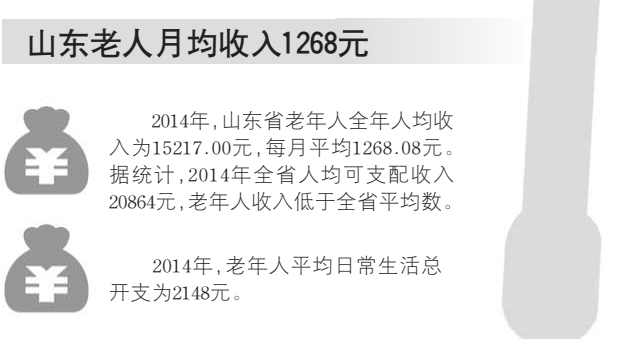 山东老人月均收入1268元
2014年,山东省老年人全年人均收
入为15217.00元,每月平均1268.08元。
据统计,2014年全省人均可支配收入
20864元,老年人收入低于全省平均数。
¥
2014年,老年人平均日常生活总
开支为2148元。
¥